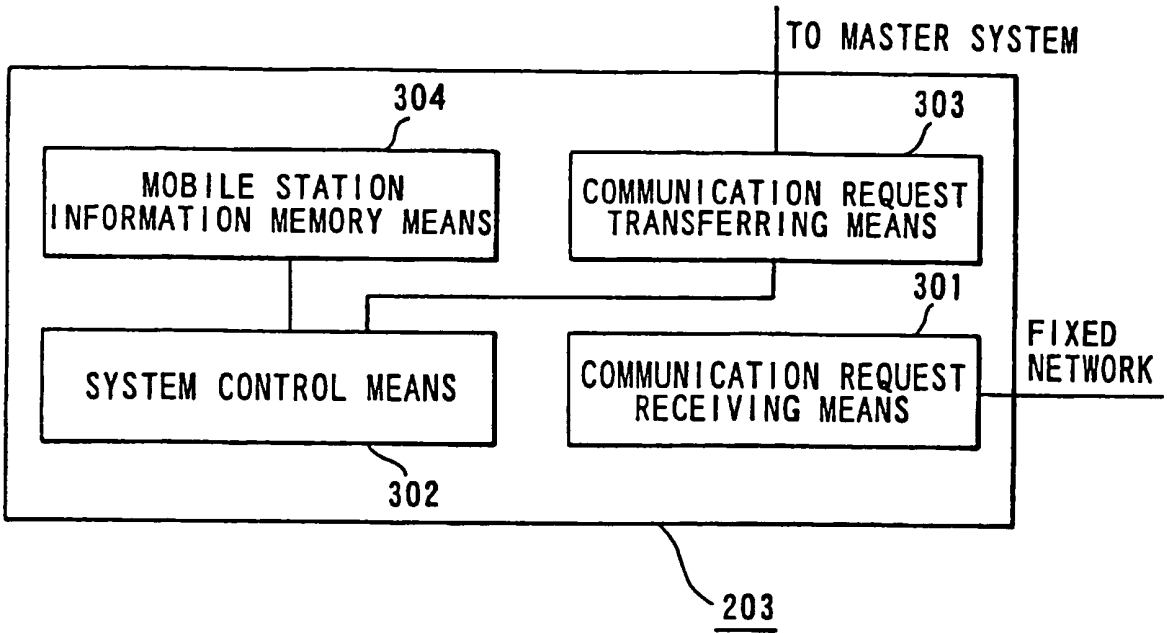 TO MASTER SYSTEM
304
303
MOBILE STATION
INFORMATION MEMORY MEANS
COMMUNICATION REQUEST
TRANSFERRING MEANS
301
SYSTEM CONTROL MEANS
COMMUNICATION REQUEST
RECEIVING MEANS
FIXED
NETWORK
302
203